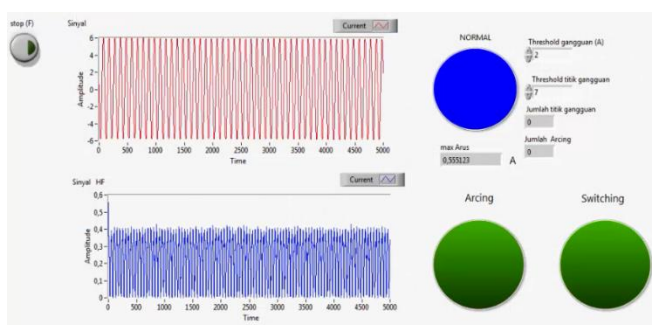 stop (F)
Sinyal
Current
6
4
2
0
-2
-4
-6
Amplitude
0 500 1000 1500 2000 2500 3000 3500 4000 4500 5000
Time
NORMAL
Threshold gangguan (A)
2
Threshold titik gangguan
7
Jumlah titik gangguan
0
Jumlah Arcing
0
max Arus
0,555123 A
Sinyal HF
Current
0,6
0,5
0,4
0,3
0,2
0,1
0
Amplitude
0 500 1000 1500 2000 2500 3000 3500 4000 4500 5000
Time
Arcing
Switching